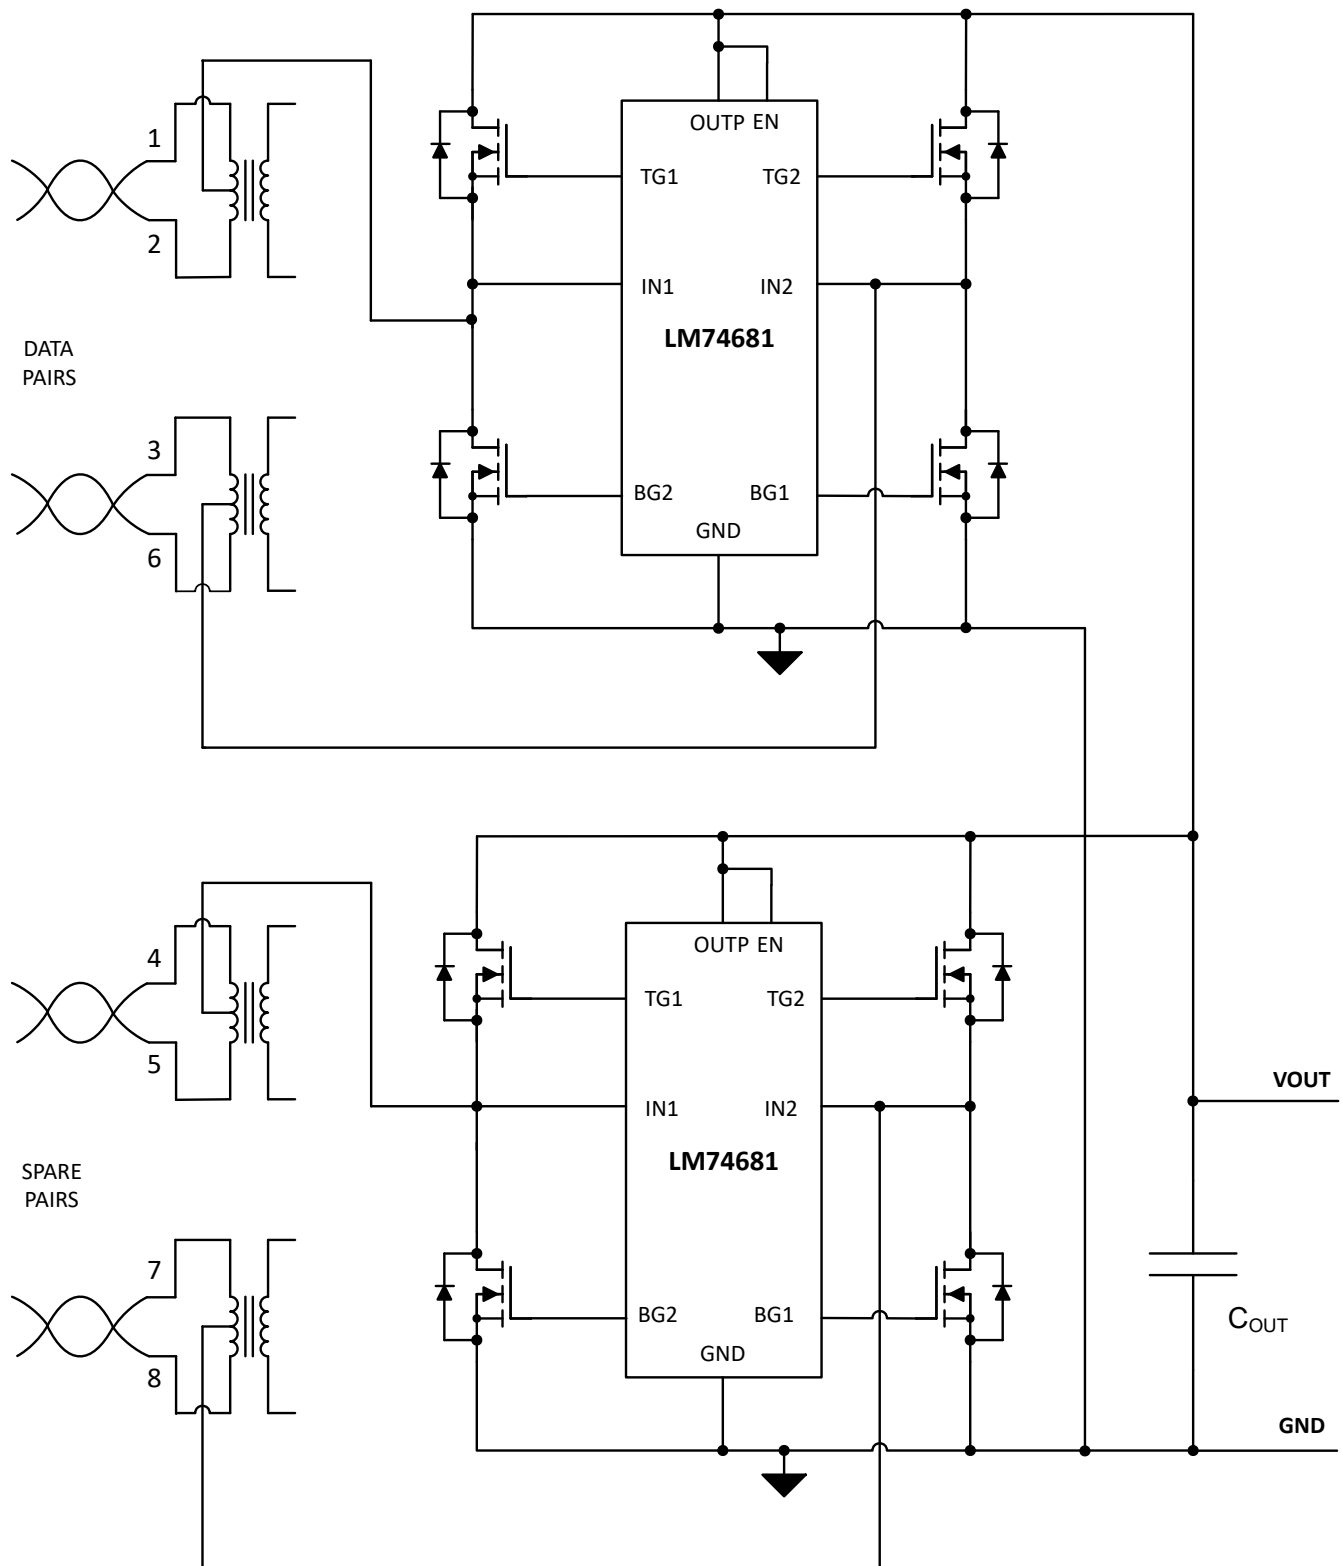 OUTP EN
1
TG1 TG2
2
IN1 IN2
LM74681
DATA
PAIRS
3
BG2 BG1
GND
6
OUTP EN
4
TG1 TG2
5
VOUT
IN1 IN2
LM74681
SPARE
PAIRS
7
BG2 BG1
COUT
GND
8
GND